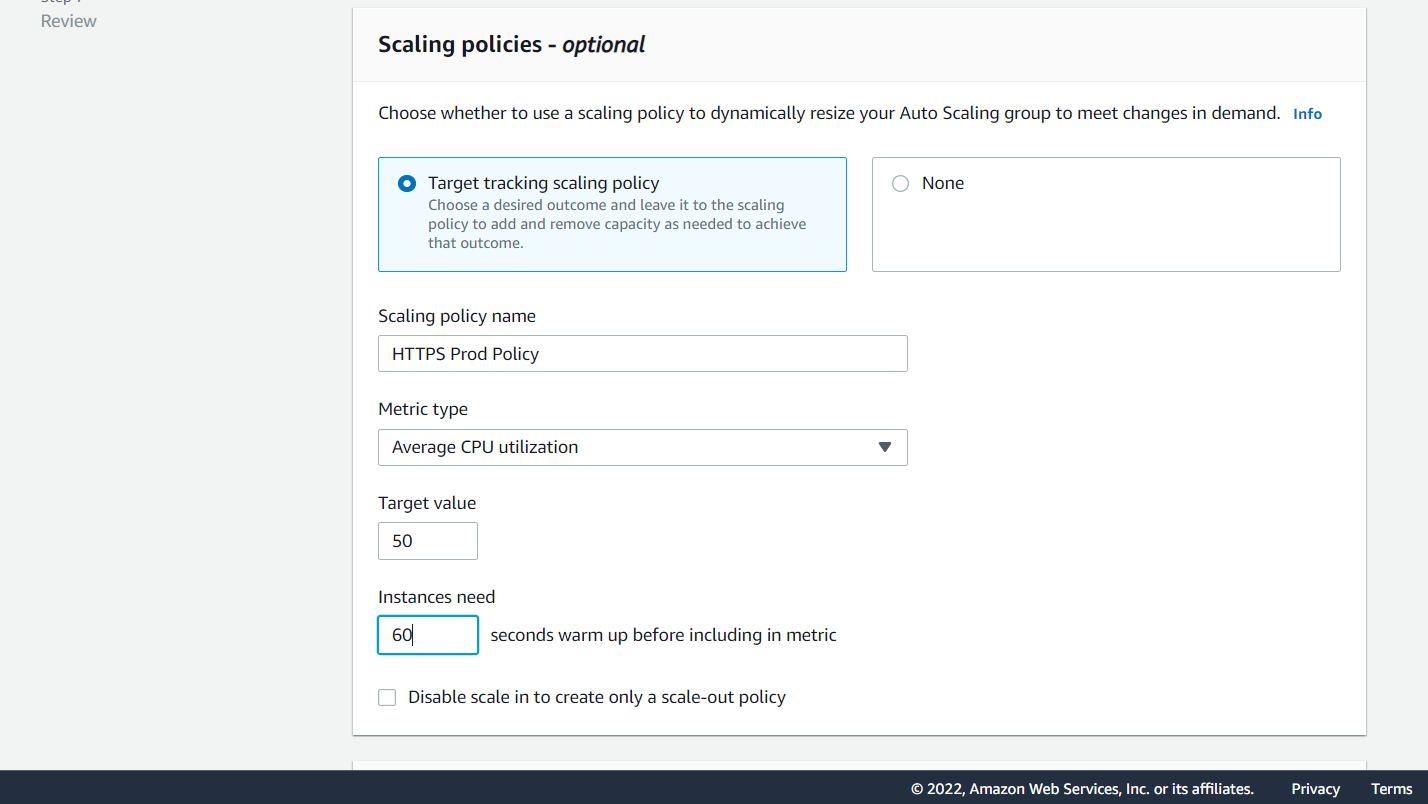 Review
Scaling policies - optional
Choose whether to use a scaling policy to dynamically resize your Auto Scaling group to meet changes in demand. Info
Target tracking scaling policy
Choose a desired outcome and leave it to the scaling
policy to add and remove capacity as needed to achieve
that outcome.
None
Scaling policy name
HTTPS Prod Policy
Metric type
Average CPU utilization
Target value
50
Instances need
60 seconds warm up before including in metric
Disable scale in to create only a scale-out policy
© 2022, Amazon Web Services, Inc. or its affiliates. Privacy Terms